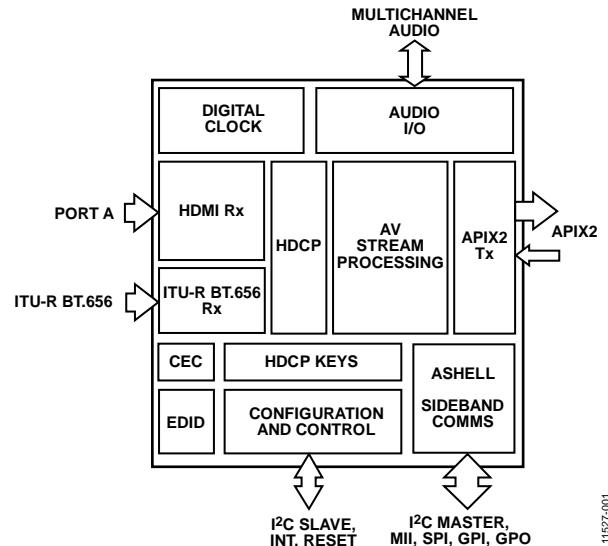 MULTICHANNEL
AUDIO
DIGITAL
CLOCK
AUDIO
I/O
PORT A
HDMI Rx
HDCP
AV
STREAM
PROCESSING
APIX2
Tx
APIX2
ITU-R BT.656
ITU-R BT.656
Rx
CEC
HDCP KEYS
ASHELL
SIDEBAND
COMMS
EDID
CONFIGURATION
AND CONTROL
I2C SLAVE,
INT. RESET
I2C MASTER,
MII, SPI, GPI, GPO
11527-001